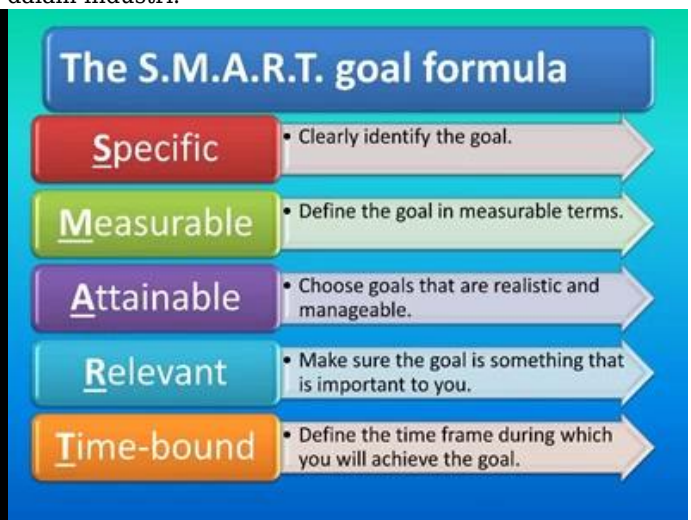 dalam industri.
The S.M.A.R.T. goal formula
Specific
• Clearly identify the goal.
Measurable
• Define the goal in measurable terms.
Attainable
• Choose goals that are realistic and
manageable.
Relevant
• Make sure the goal is something that
is important to you.
Time-bound
• Define the time frame during which
you will achieve the goal.